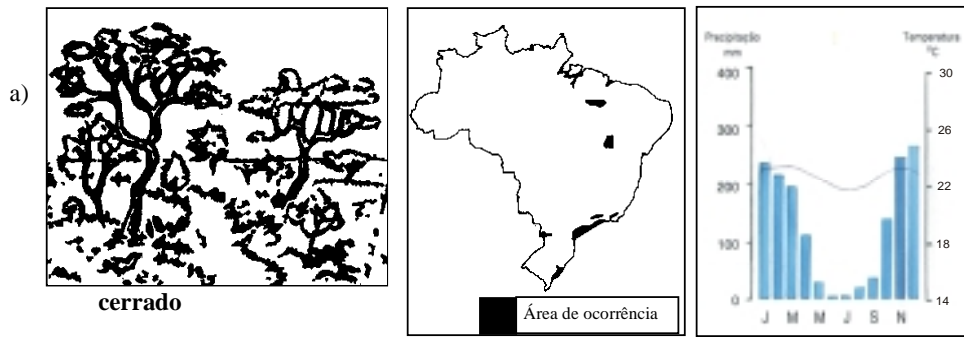 a)
cerrado
Área de ocorrência
Precipitação
mm
Temperatura
°C
400
300
200
100
0
30
26
22
18
14
J M M J S N